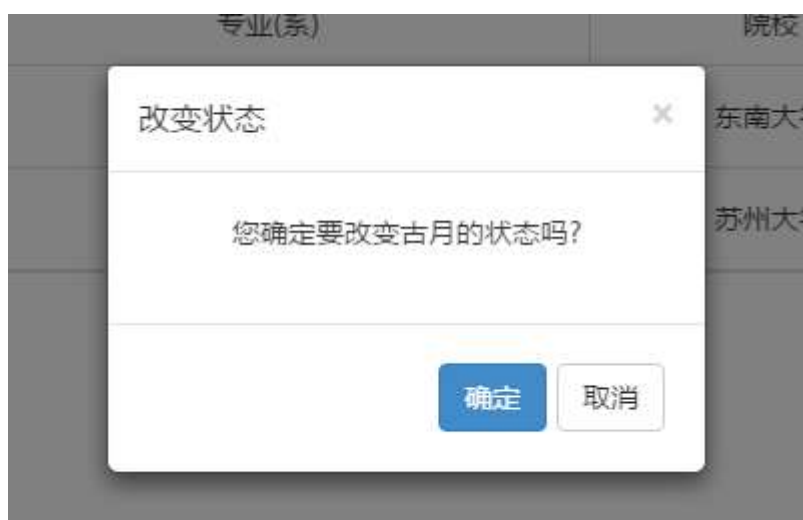 专业(系)
院校
改变状态
×
东南大
您确定要改变古月的状态吗?
苏州大
确定
取消